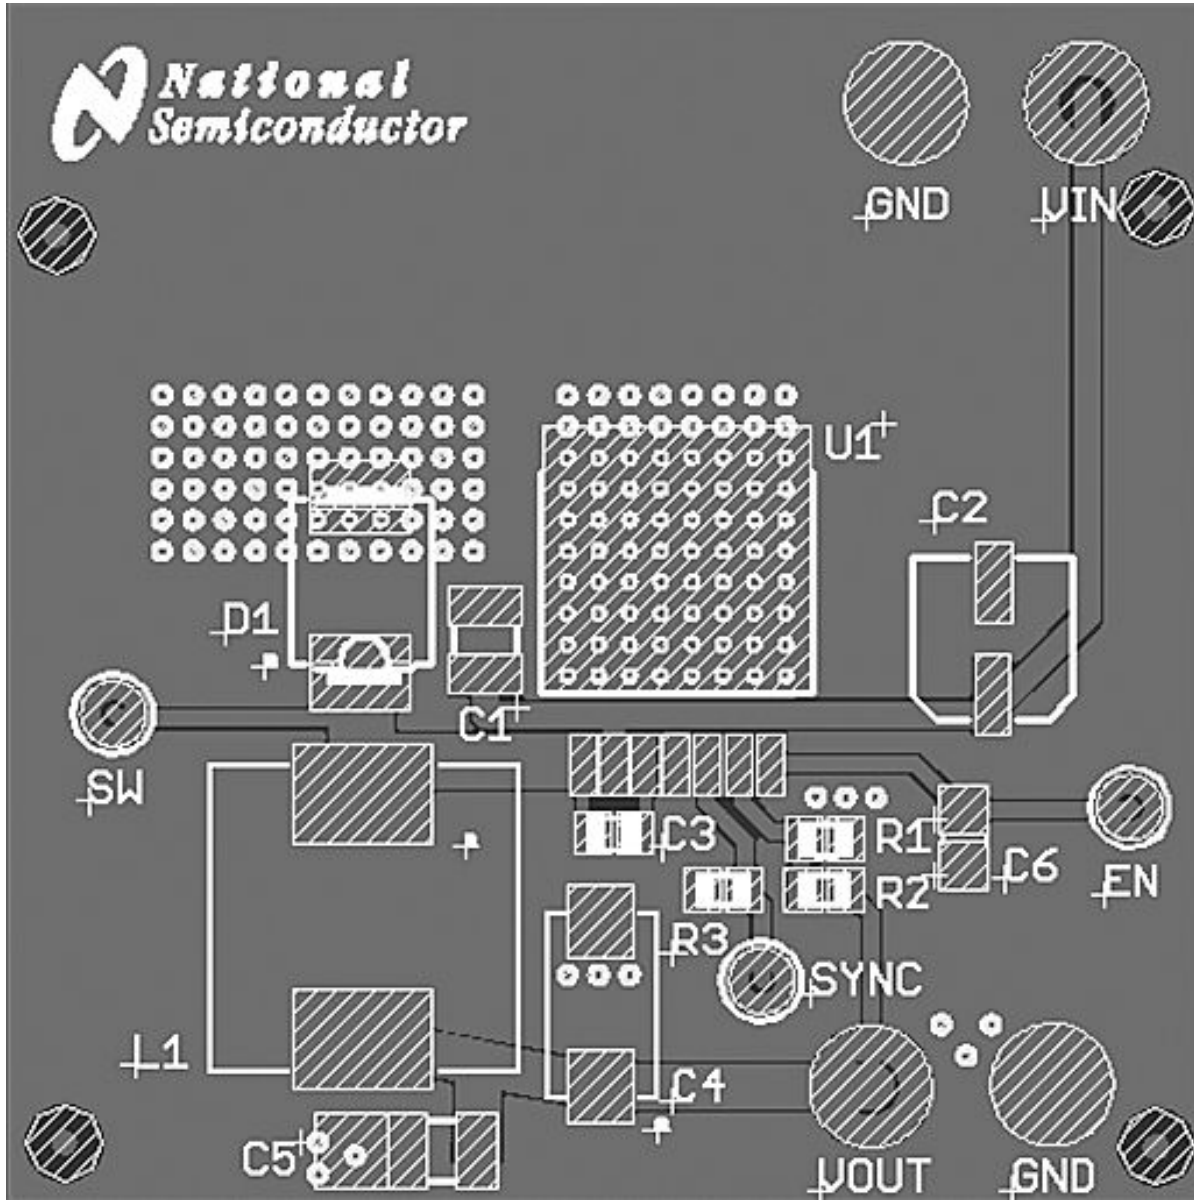 National
Semiconductor
GND
VIN
U1
C2
D1
C1
SW
C3
R1
C6
EN
R2
R3
SYNC
L1
C4
C5
VOUT
GND